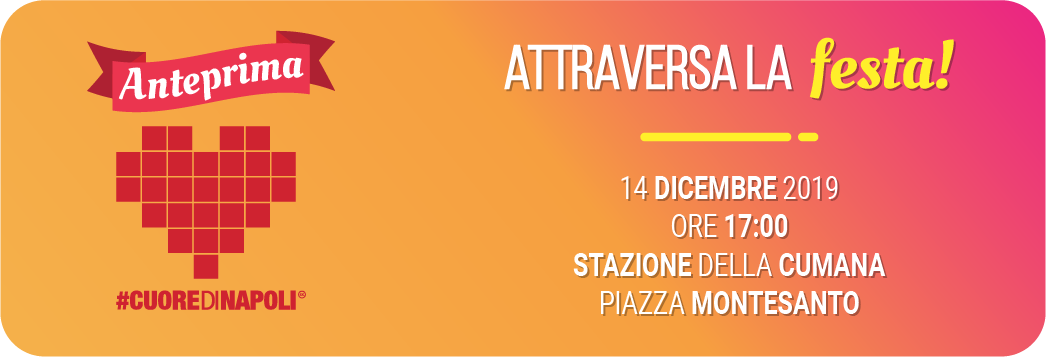 Anteprima
#CUOREDINAPOLI®
ATTRAVERSA LA festa!
14 DICEMBRE 2019
ORE 17:00
STAZIONE DELLA CUMANA
PIAZZA MONTESANTO